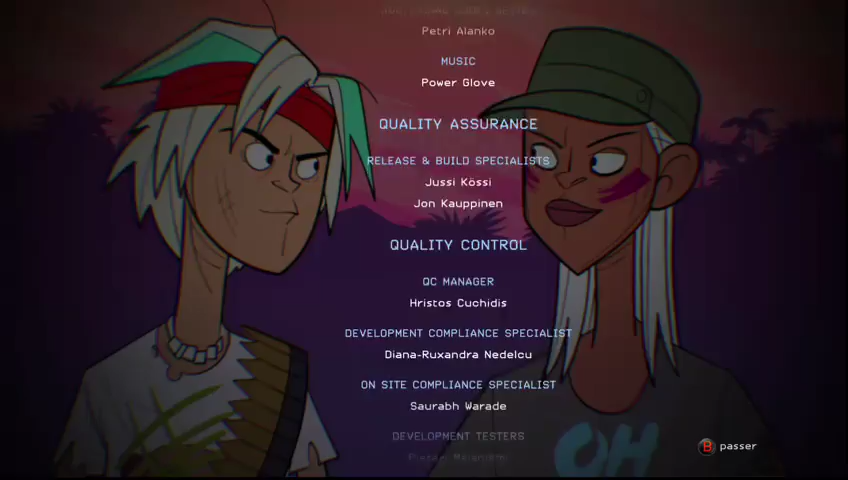 Petri Alanko
MUSIC
Power Glove
QUALITY ASSURANCE
RELEASE & BUILD SPECIALISTS
Jussi Kössi
Jon Kauppinen
QUALITY CONTROL
QC MANAGER
Hristos Cuchidis
DEVELOPMENT COMPLIANCE SPECIALIST
Diana-Ruxandra Nedelcu
ON SITE COMPLIANCE SPECIALIST
Saurabh Warade
DEVELOPMENT TESTERS
OH
B passer